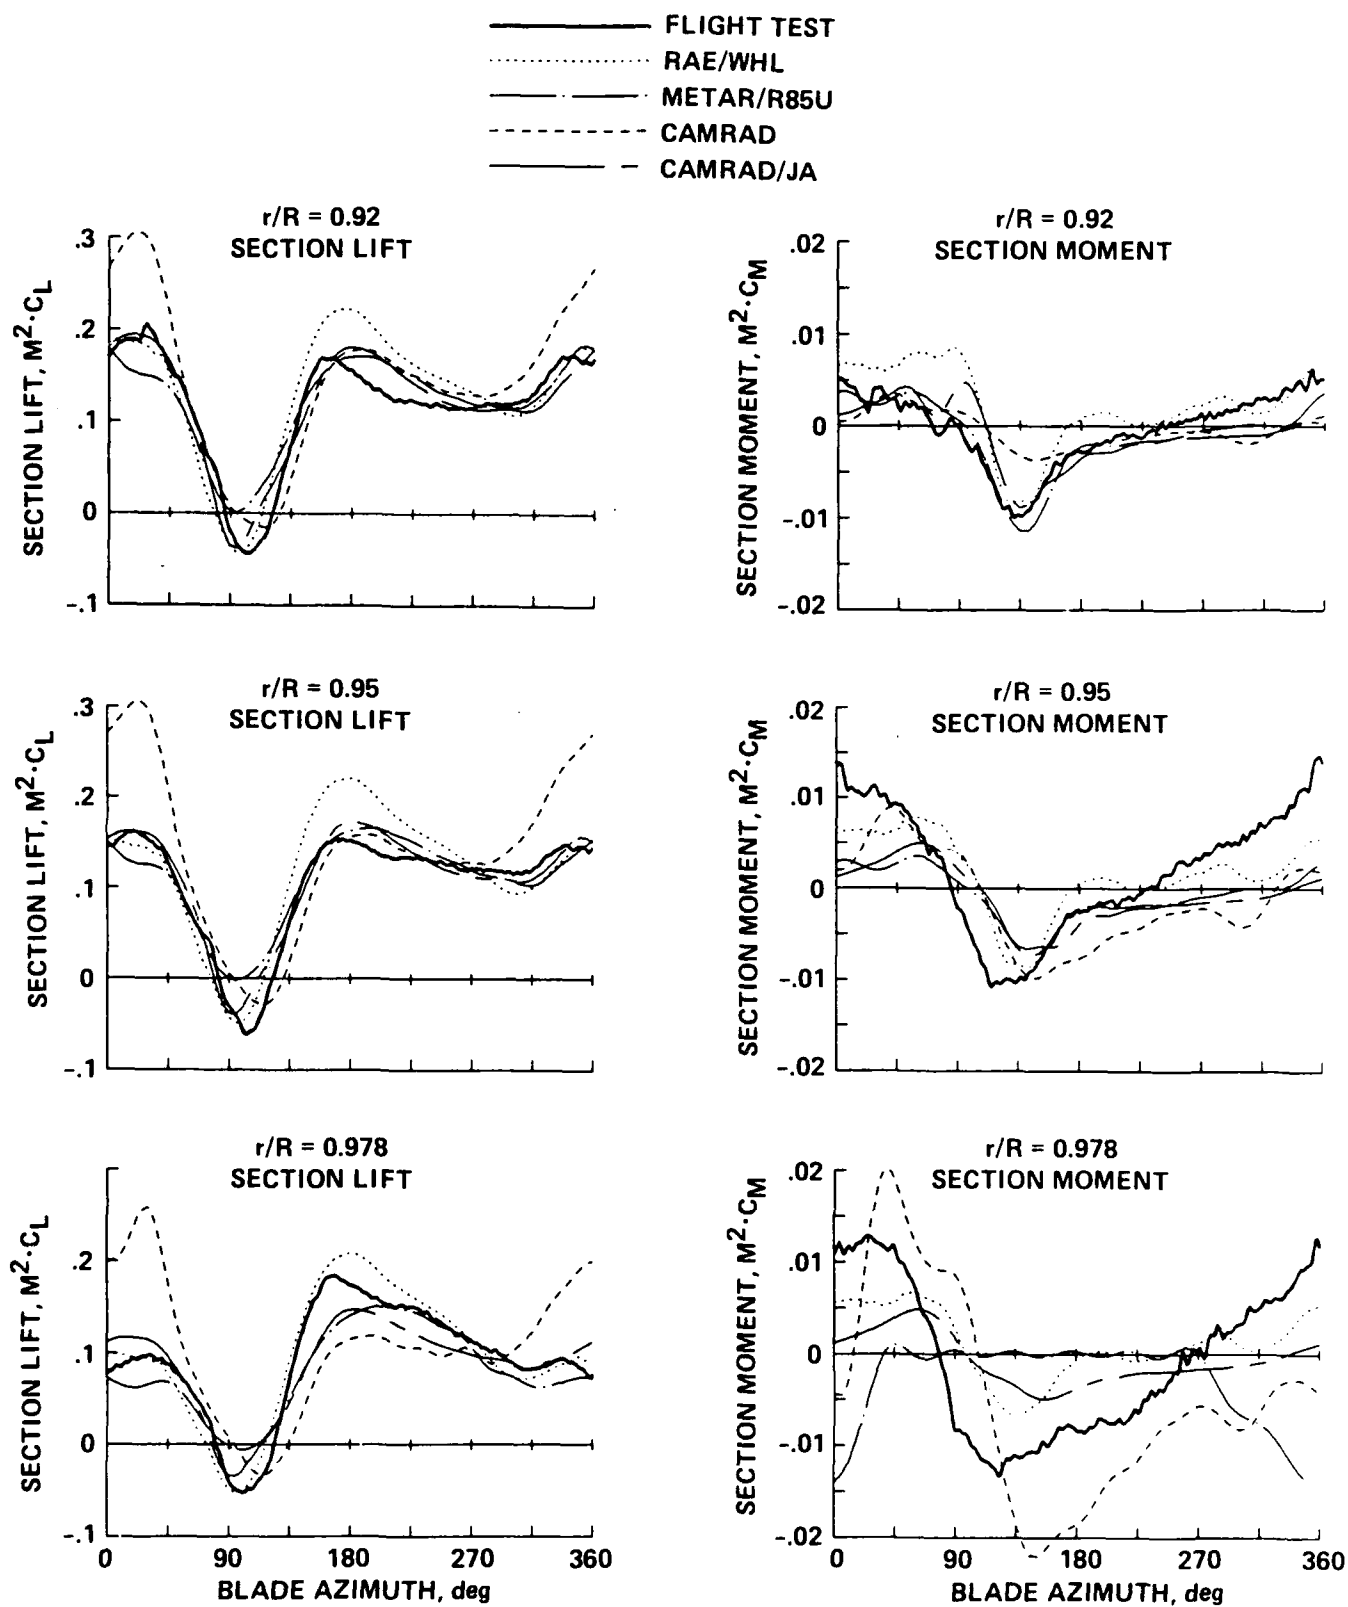 FLIGHT TEST
RAE/WHL
METAR/R85U
CAMRAD
CAMRAD/JA
r/R = 0.92
SECTION LIFT
SECTION LIFT, M²·C_L
.3
.2
.1
0
-.1
r/R = 0.92
SECTION MOMENT
SECTION MOMENT, M²·C_M
.02
.01
0
-.01
-.02
r/R = 0.95
SECTION LIFT
SECTION LIFT, M²·C_L
.3
.2
.1
0
-.1
r/R = 0.95
SECTION MOMENT
SECTION MOMENT, M²·C_M
.02
.01
0
-.01
-.02
r/R = 0.978
SECTION LIFT
SECTION LIFT, M²·C_L
.2
.1
0
-.1
0 90 180 270 360
BLADE AZIMUTH, deg
r/R = 0.978
SECTION MOMENT
SECTION MOMENT, M²·C_M
.02
.01
0
-.01
-.02
0 90 180 270 360
BLADE AZIMUTH, deg